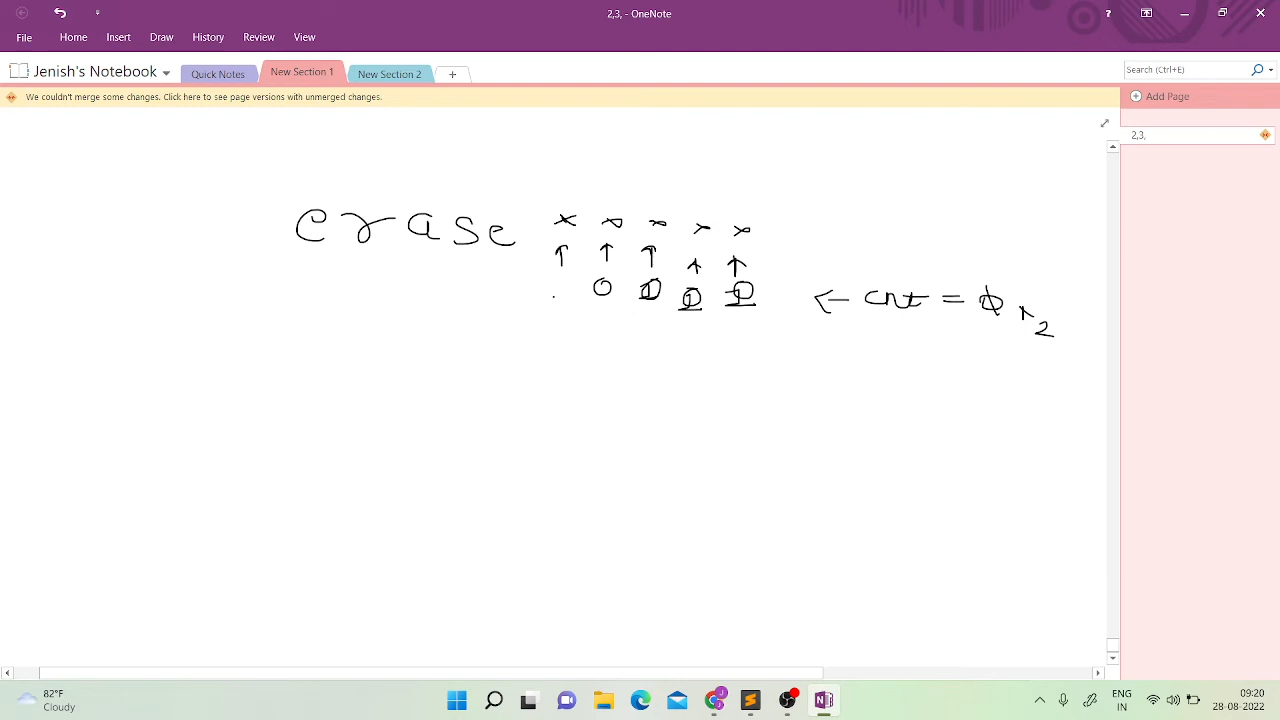 2,3, - OneNote
File Home Insert Draw History Review View
Jenish's Notebook Quick Notes New Section 1 New Section 2 + Search (Ctrl+E)
We couldn't merge some changes. Click here to see page versions with unmerged changes. Add Page
2,3,
erase * * * * *
← cnt = 0 1 2
82°F
Cloudy
ENG
IN
09:20
28-08-2022